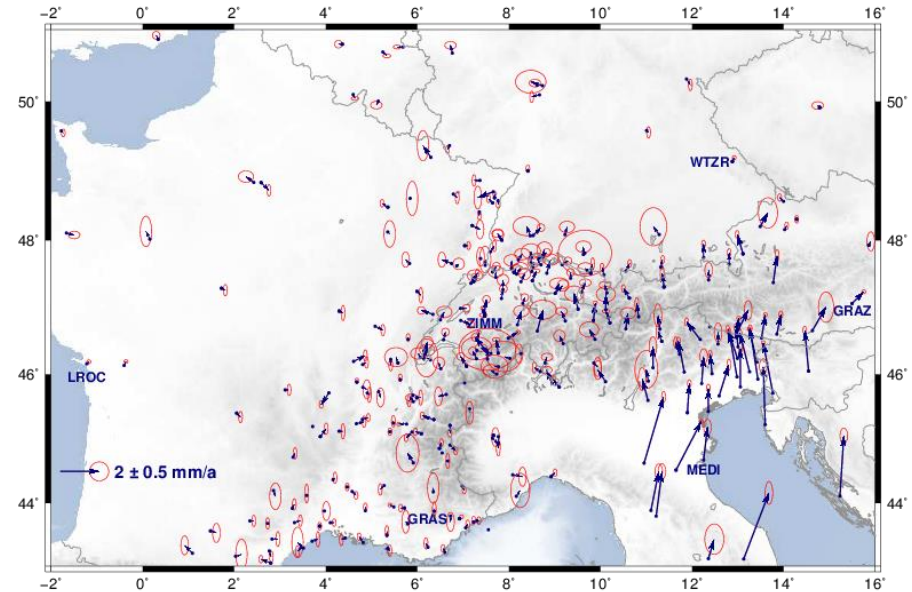 −2˚ 0˚ 2˚ 4˚ 6˚ 8˚ 10˚ 12˚ 14˚ 16˚
50˚ 50˚
WTZR
48˚ 48˚
GRAZ
ZIMM
46˚ 46˚
LROC
2 ± 0.5 mm/a
MEDI
44˚ 44˚
GRAS
−2˚ 0˚ 2˚ 4˚ 6˚ 8˚ 10˚ 12˚ 14˚ 16˚